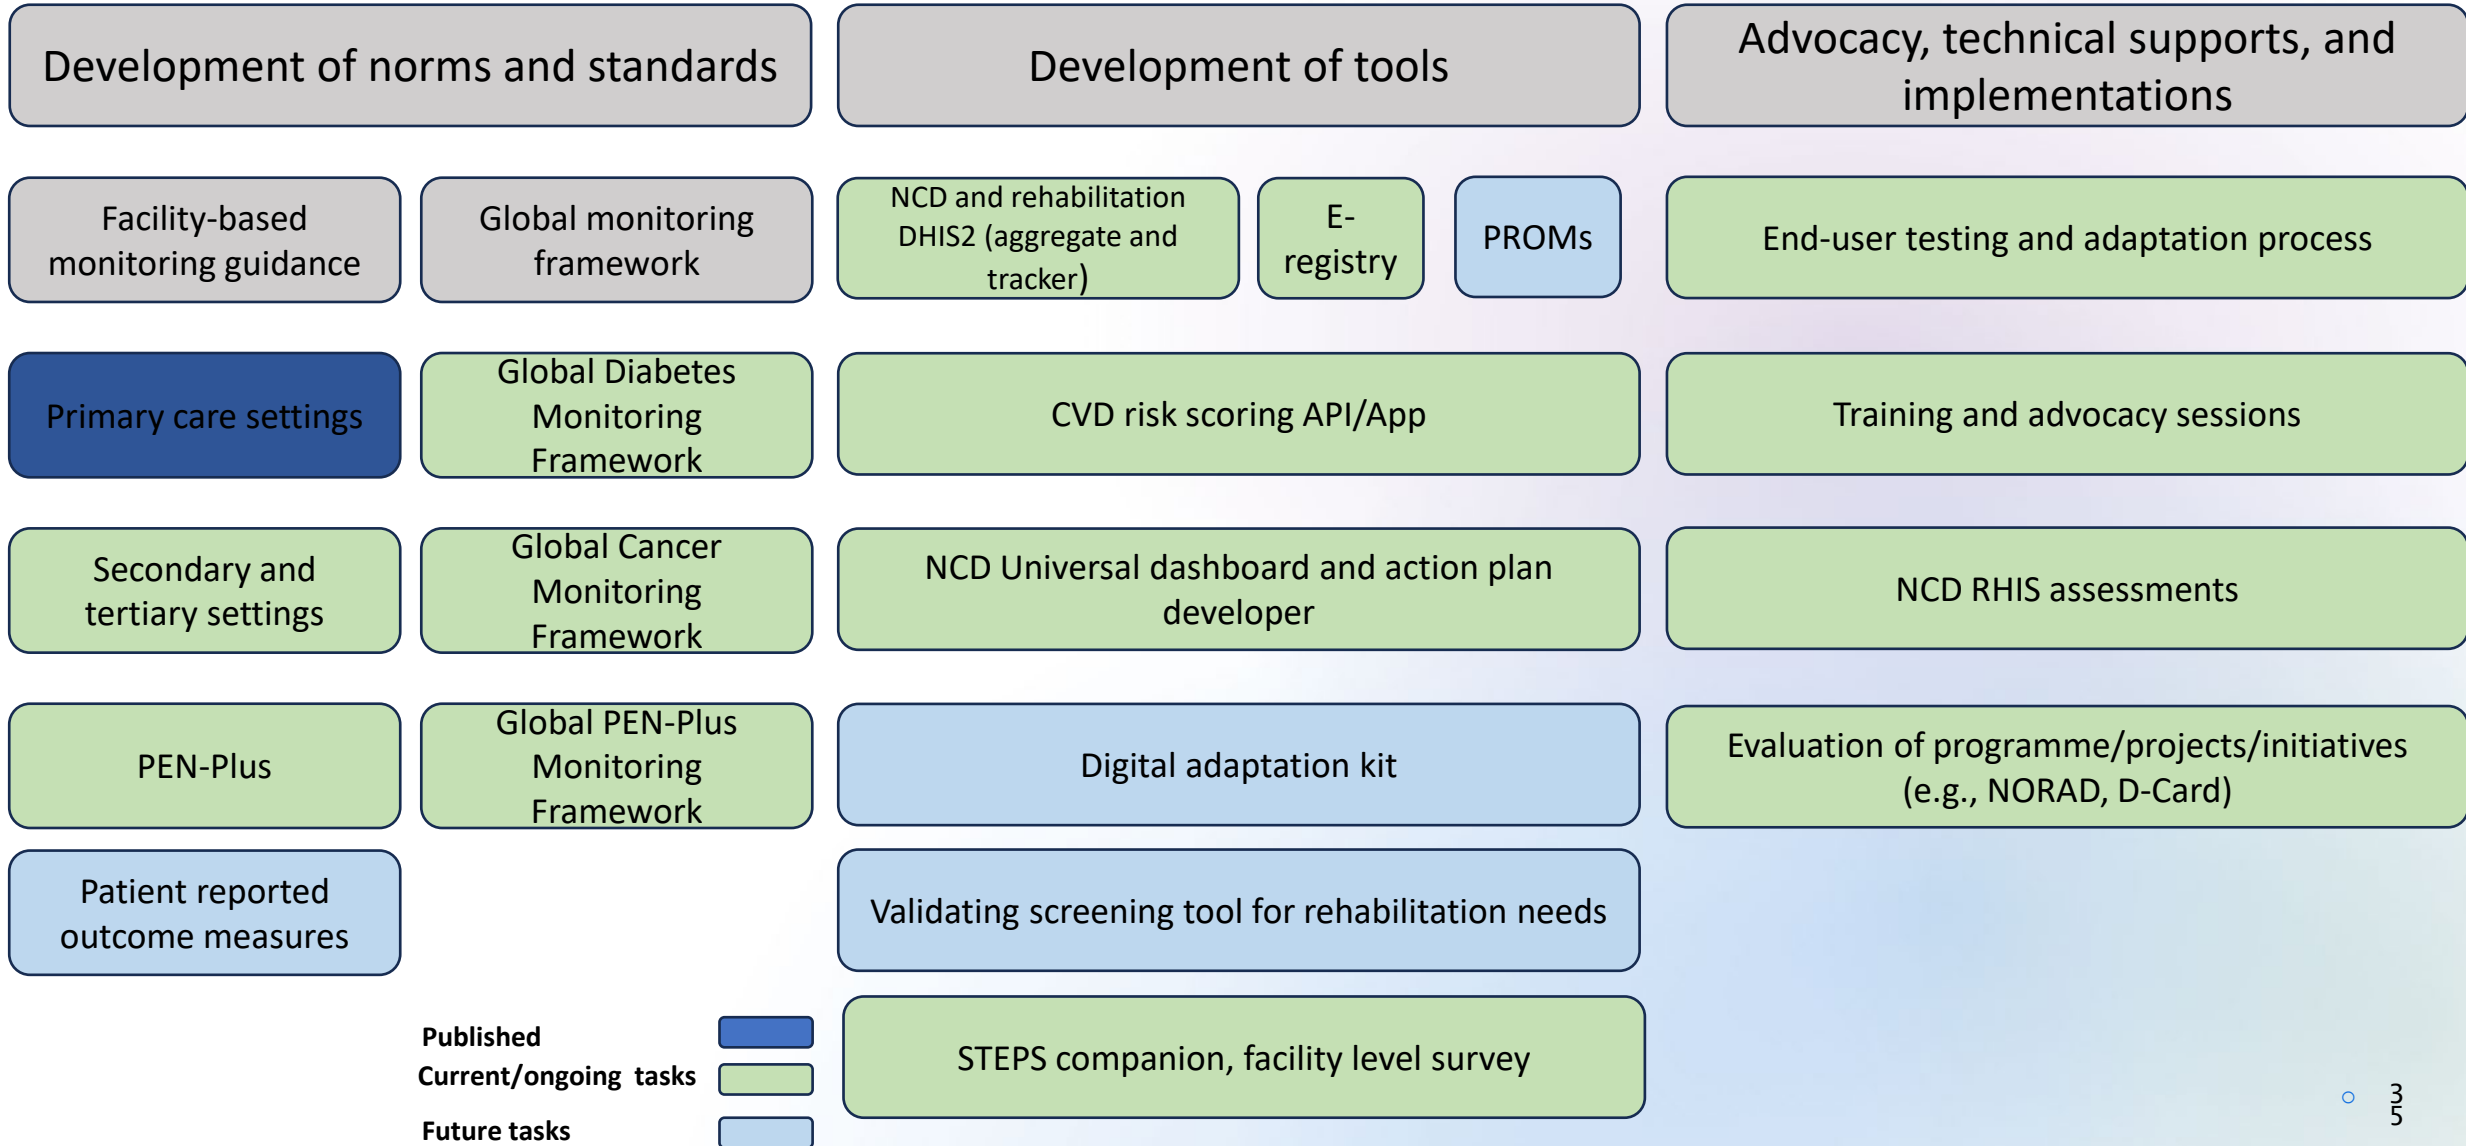 Development of norms and standards
Development of tools
Advocacy, technical supports, and
implementations
Facility-based
monitoring guidance
Global monitoring
framework
NCD and rehabilitation
DHIS2 (aggregate and
tracker)
E-
registry
PROMs
End-user testing and adaptation process
Primary care settings
Global Diabetes
Monitoring
Framework
CVD risk scoring API/App
Training and advocacy sessions
Secondary and
tertiary settings
Global Cancer
Monitoring
Framework
NCD Universal dashboard and action plan
developer
NCD RHIS assessments
PEN-Plus
Global PEN-Plus
Monitoring
Framework
Digital adaptation kit
Evaluation of programme/projects/initiatives
(e.g., NORAD, D-Card)
Patient reported
outcome measures
Validating screening tool for rehabilitation needs
STEPS companion, facility level survey
Published
Current/ongoing tasks
Future tasks
3
5